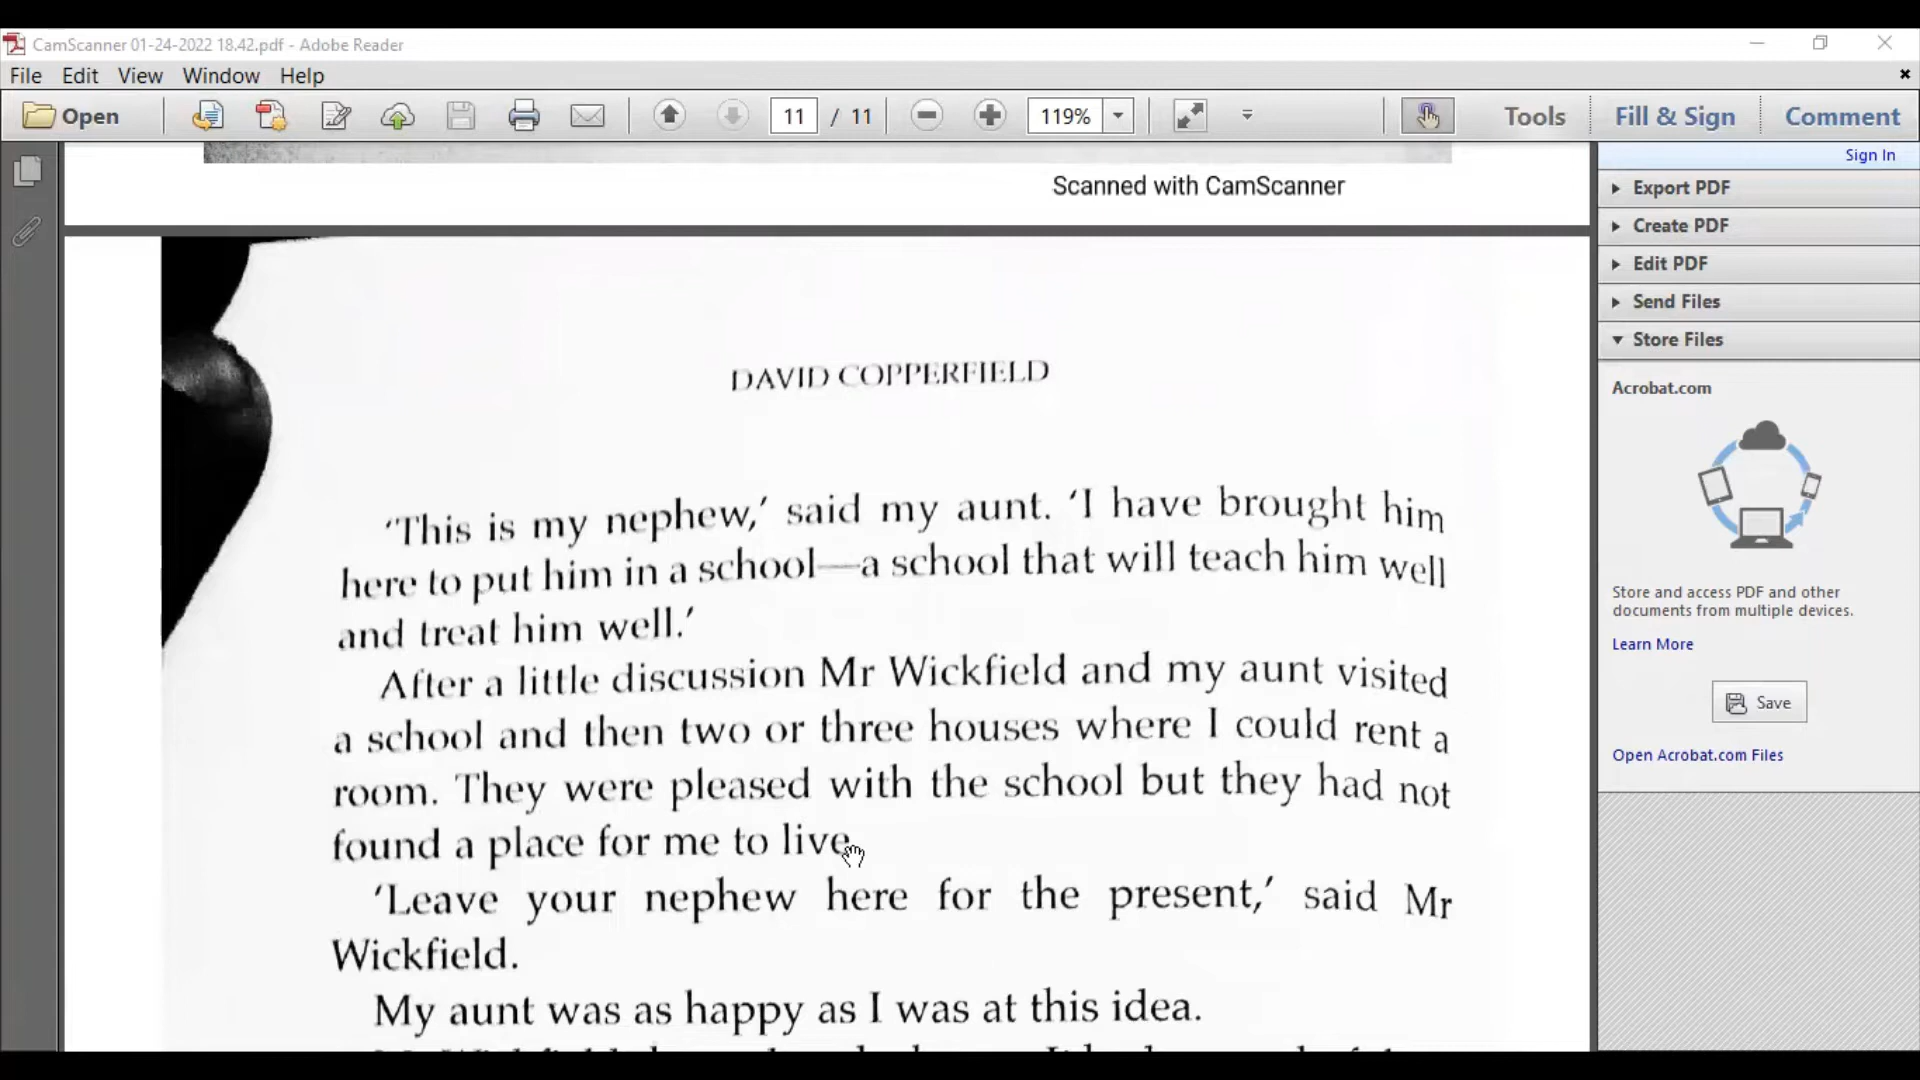 CamScanner 01-24-2022 18.42.pdf - Adobe Reader
File Edit View Window Help
Open 11 / 11 119% Tools Fill & Sign Comment
Sign In
Export PDF
Create PDF
Edit PDF
Send Files
Store Files
Acrobat.com
Store and access PDF and other
documents from multiple devices.
Learn More
Save
Open Acrobat.com Files
Scanned with CamScanner
DAVID COPPERFIELD
‘This is my nephew,’ said my aunt. ‘I have brought him
here to put him in a school—a school that will teach him well
and treat him well.’
After a little discussion Mr Wickfield and my aunt visited
a school and then two or three houses where I could rent a
room. They were pleased with the school but they had not
found a place for me to live.
‘Leave your nephew here for the present,’ said Mr
Wickfield.
My aunt was as happy as I was at this idea.